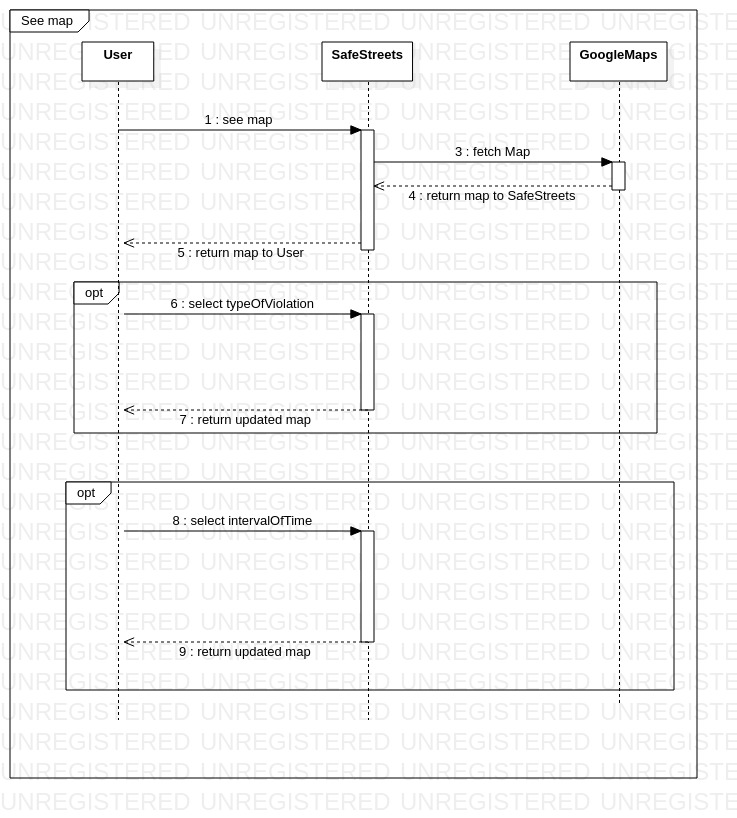 See map
User
SafeStreets
GoogleMaps
1 : see map
3 : fetch Map
4 : return map to SafeStreets
5 : return map to User
opt
6 : select typeOfViolation
7 : return updated map
opt
8 : select intervalOfTime
9 : return updated map
UNREGISTERED UNREGISTERED UNREGISTERED UNREGISTERED